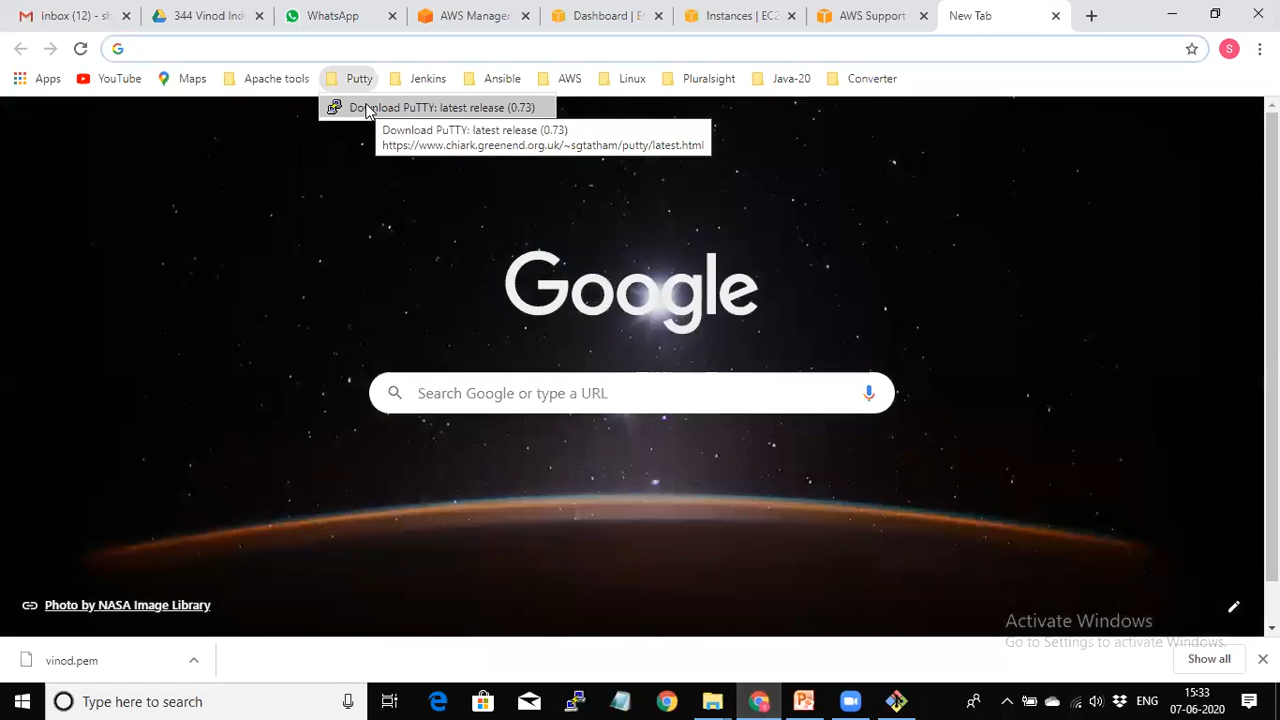 Inbox (12) - sh
344 Vinod Ind
WhatsApp
AWS Manager
Dashboard | E
Instances | EC2
AWS Support
New Tab
S
Apps
YouTube
Maps
Apache tools
Putty
Jenkins
Ansible
AWS
Linux
Pluralsight
Java-20
Converter
Download PuTTY: latest release (0.73)
Download PuTTY: latest release (0.73)
https://www.chiark.greenend.org.uk/~sgtatham/putty/latest.html
Google
Search Google or type a URL
Photo by NASA Image Library
Activate Windows
Go to Settings to activate Windows.
vinod.pem
Show all
Type here to search
ENG
15:33
07-06-2020